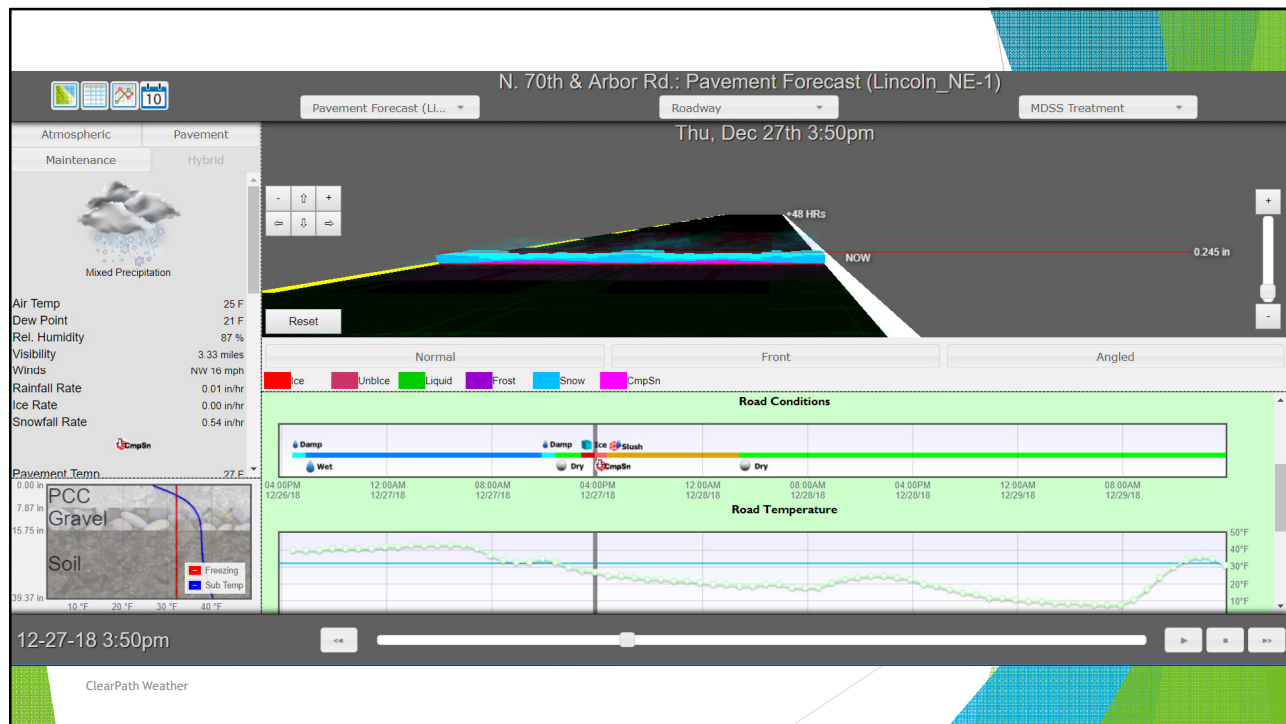 N. 70th & Arbor Rd.: Pavement Forecast (Lincoln_NE-1)
10
Pavement Forecast (Li...
Roadway
MDSS Treatment
Atmospheric
Pavement
Maintenance
Hybrid
Thu, Dec 27th 3:50pm
Mixed Precipitation
Air Temp 25 F
Dew Point 21 F
Rel. Humidity 87 %
Visibility 3.33 miles
Winds NW 16 mph
Rainfall Rate 0.01 in/hr
Ice Rate 0.00 in/hr
Snowfall Rate 0.54 in/hr
CmpSn
Pavement Temp 27 F
0.00 in
7.87 in
15.75 in
39.37 in
PCC
Gravel
Soil
Freezing
Sub Temp
10 °F 20 °F 30 °F 40 °F
- +
+48 HRs
NOW
0.245 in
+
-
Reset
Normal
Front
Angled
Ice UnbIce Liquid Frost Snow CmpSn
Road Conditions
Damp Damp Ice Slush
Wet Dry CmpSn Dry
04:00PM 12:00AM 08:00AM 04:00PM 12:00AM 08:00AM 04:00PM 12:00AM 08:00AM
12/26/18 12/27/18 12/27/18 12/27/18 12/28/18 12/28/18 12/28/18 12/29/18 12/29/18
Road Temperature
50°F
40°F
30°F
20°F
10°F
12-27-18 3:50pm
ClearPath Weather